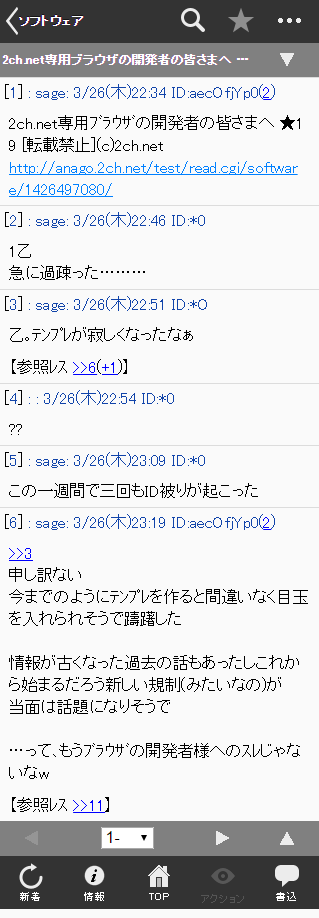 ソフトウェア
2ch.net専用ブラウザの開発者の皆さまへ …
[1] : sage: 3/26(木)22:34 ID:aecOfjYp0(2)
2ch.net専用ﾌﾞﾗｳｻﾞの開発者の皆さまへ ★1
9 [転載禁止](c)2ch.net
http://anago.2ch.net/test/read.cgi/softwar
e/1426497080/
[2] : sage: 3/26(木)22:46 ID:*0
1乙
急に過疎った………
[3] : sage: 3/26(木)22:51 ID:*O
乙。ﾃﾝﾌﾟﾚが寂しくなったなぁ
【参照レス >>6(+1)】
[4] : : 3/26(木)22:54 ID:*0
??
[5] : sage: 3/26(木)23:09 ID:*0
この一週間で三回もID被りが起こった
[6] : sage: 3/26(木)23:19 ID:aecOfjYp0(2)
>>3
申し訳ない
今までのようにﾃﾝﾌﾟﾚを作ると間違いなく目玉
を入れられそうで躊躇した
情報が古くなった過去の話もあったしこれか
ら始まるだろう新しい規制(みたいなの)が
当面は話題になりそうで
…って、もうﾌﾞﾗｳｻﾞの開発者様へのｽﾚじゃな
いなw
【参照レス >>11】
1-
新着 情報 TOP アクション 書込